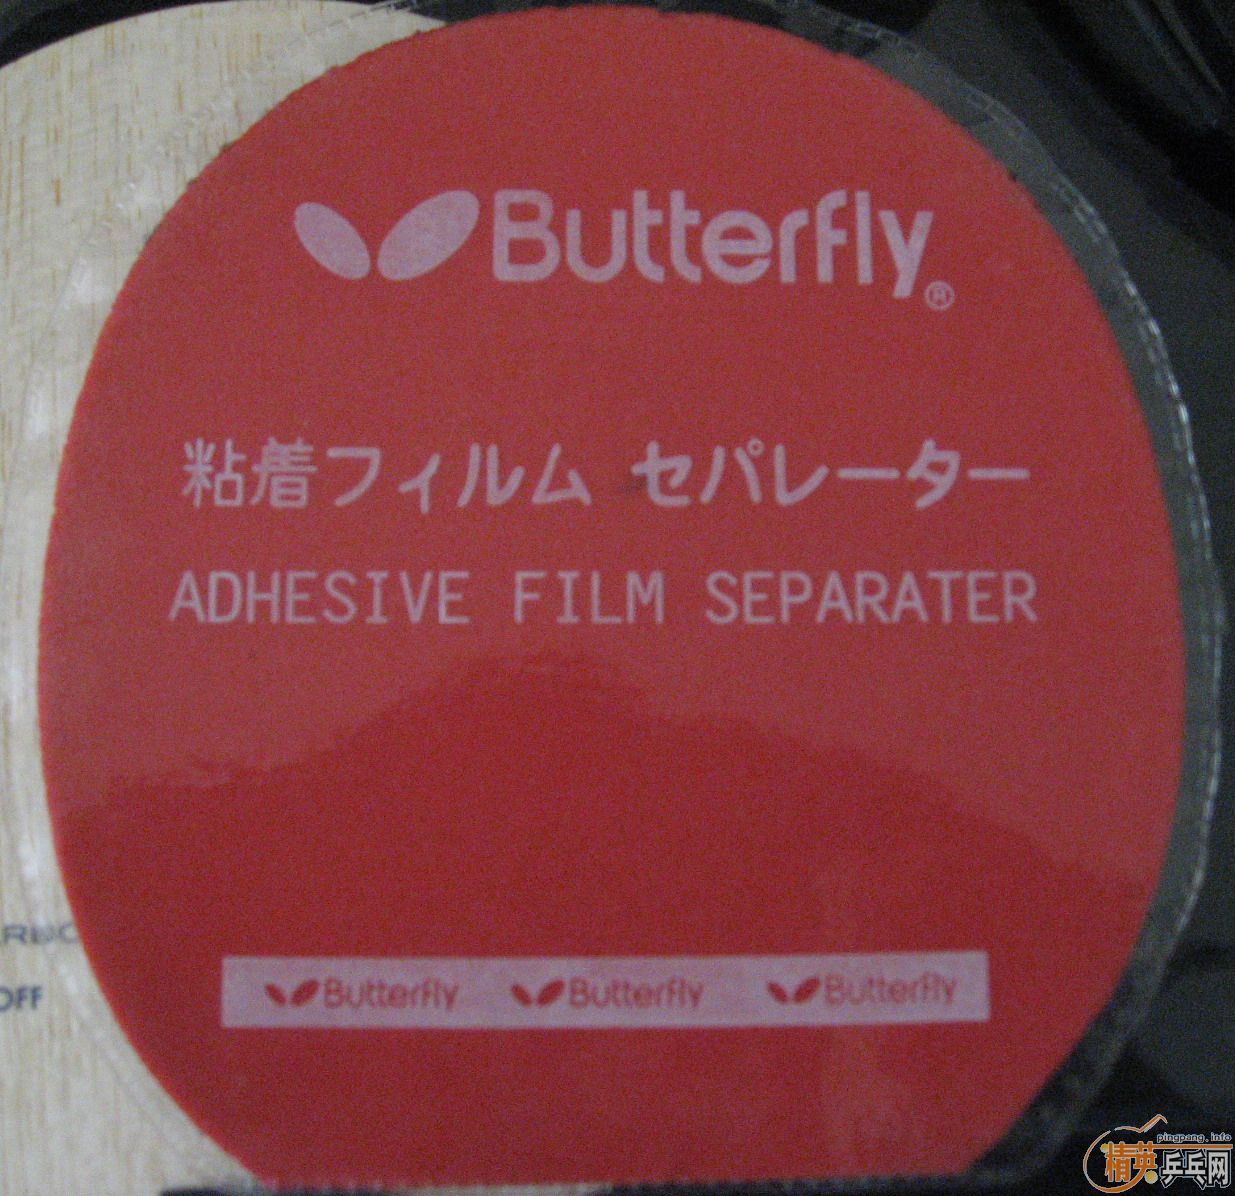 Butterfly®
粘着フィルム セパレーター
ADHESIVE FILM SEPARATER
Butterfly Butterfly Butterfly
OFF
pingpang.info
精英乒乓网